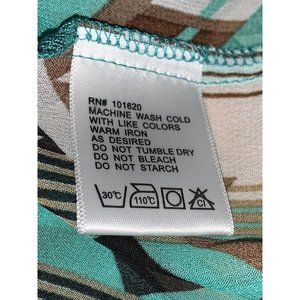 RN# 101620
MACHINE WASH COLD
WITH LIKE COLORS
WARM IRON
AS DESIRED
DO NOT TUMBLE DRY
DO NOT BLEACH
DO NOT STARCH
30°C 110°C Cl